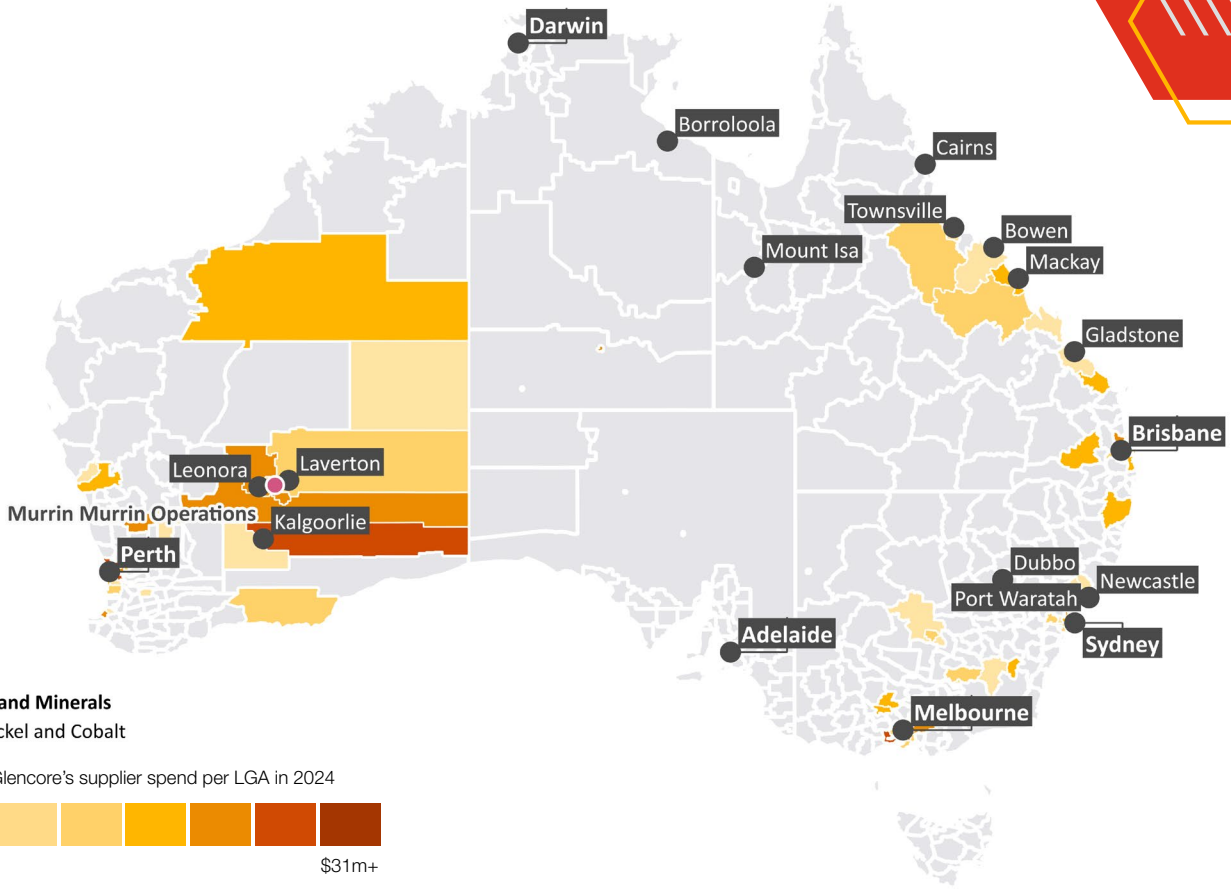 Darwin
Borroloola
Cairns
Townsville
Bowen
Mount Isa
Mackay
Gladstone
Brisbane
Leonora
Laverton
Murrin Murrin Operations
Kalgoorlie
Perth
Dubbo
Newcastle
Port Waratah
Adelaide
Sydney
Melbourne
and Minerals
ckel and Cobalt
Glencore's supplier spend per LGA in 2024
$31m+